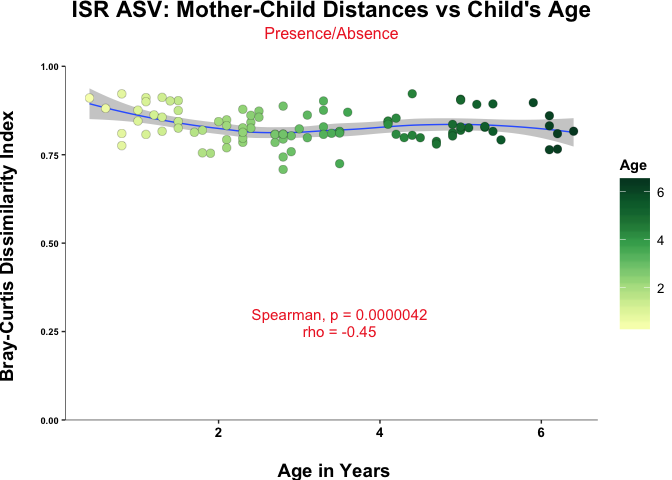 ISR ASV: Mother-Child Distances vs Child's Age
Presence/Absence
Bray-Curtis Dissimilarity Index
1.00
0.75
0.50
0.25
0.00
Spearman, p = 0.0000042
rho = -0.45
2
4
6
Age in Years
Age
6
4
2